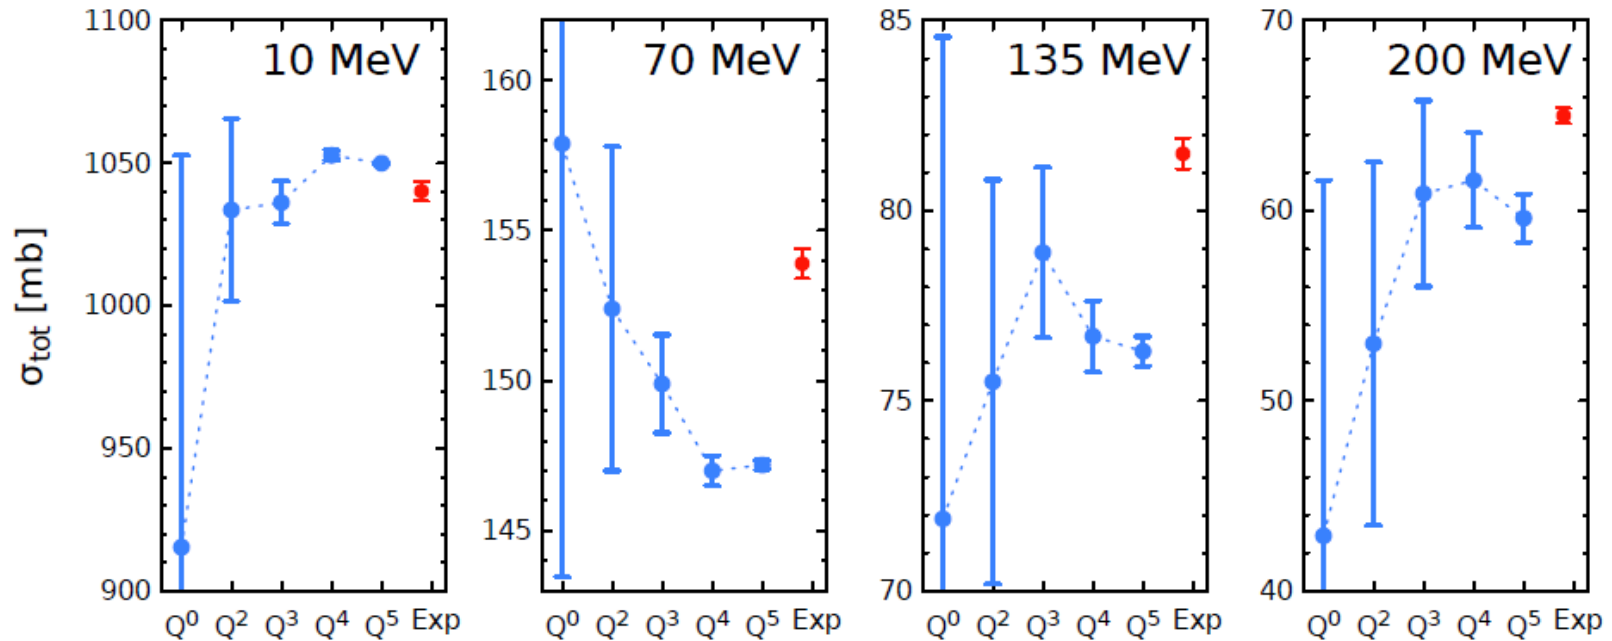 σtot [mb]
10 MeV
1100
1050
1000
950
900
Q⁰ Q² Q³ Q⁴ Q⁵ Exp
70 MeV
160
155
150
145
Q⁰ Q² Q³ Q⁴ Q⁵ Exp
135 MeV
85
80
75
70
Q⁰ Q² Q³ Q⁴ Q⁵ Exp
200 MeV
70
60
50
40
Q⁰ Q² Q³ Q⁴ Q⁵ Exp